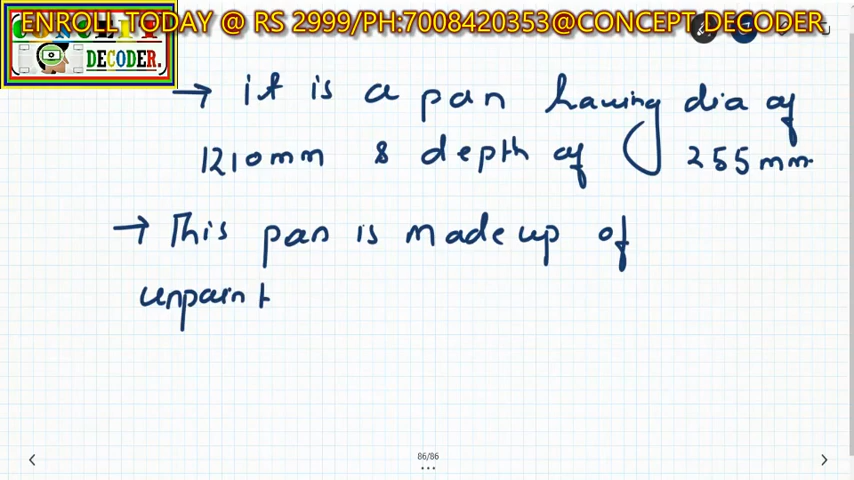 ENROLL TODAY @ RS 2999/PH:7008420353@CONCEPT DECODER
DECODER.
→ it is a pan having dia of
1210mm & depth of 255mm.
→ This pan is made up of
unpaint
86/86